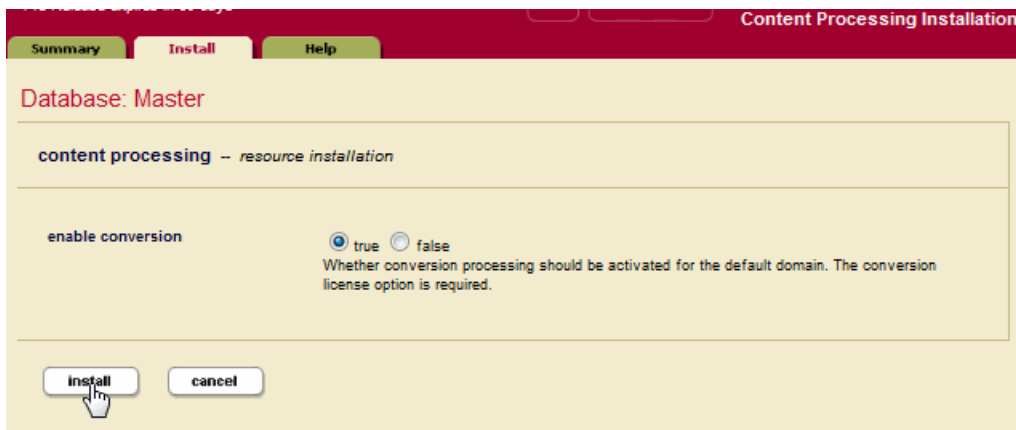 Content Processing Installation
Summary Install Help
Database: Master
content processing -- resource installation
enable conversion
true false
Whether conversion processing should be activated for the default domain. The conversion
license option is required.
install cancel